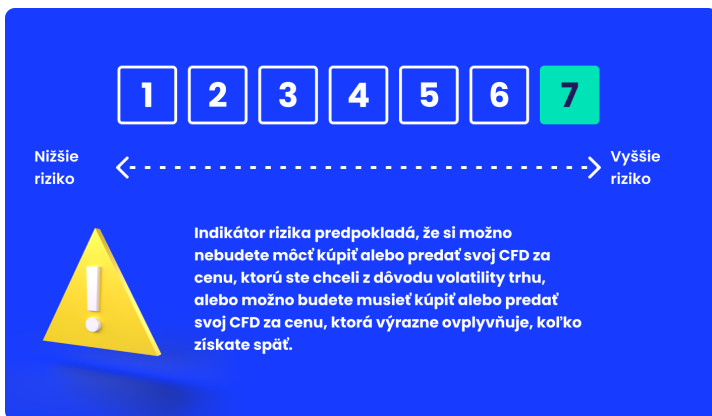 1 2 3 4 5 6 7
Nižšie
riziko
Vyššie
riziko
Indikátor rizika predpokladá, že si možno
nebudete môcť kúpiť alebo predať svoj CFD za
cenu, ktorú ste chceli z dôvodu volatility trhu,
alebo možno budete musieť kúpiť alebo predať
svoj CFD za cenu, ktorá výrazne ovplyvňuje, koľko
získate späť.